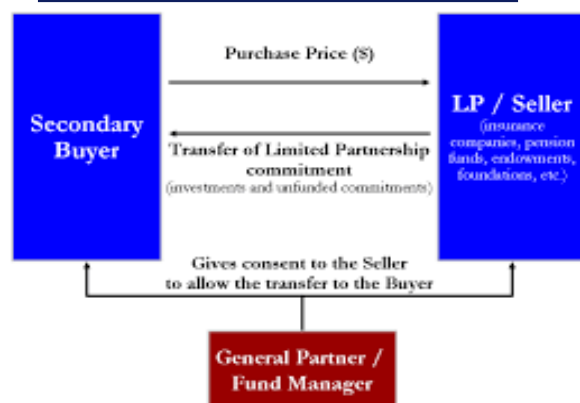 Purchase Price ($)
Secondary
Buyer
LP / Seller
(insurance
companies, pension
funds, endowments,
foundations, etc.)
Transfer of Limited Partnership
commitment
(investments and unfunded commitments)
Gives consent to the Seller
to allow the transfer to the Buyer
General Partner /
Fund Manager